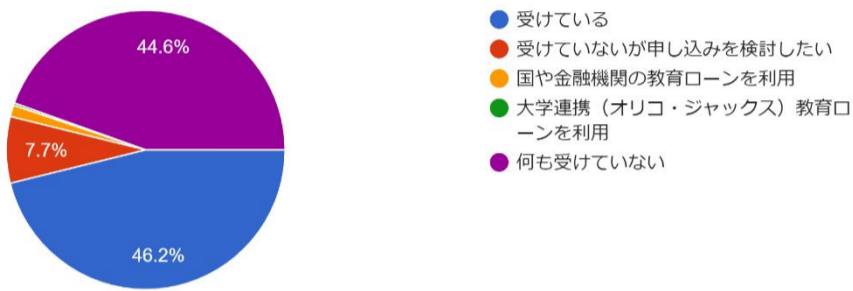 44.6%
7.7%
46.2%
受けている
受けていないが申し込みを検討したい
国や金融機関の教育ローンを利用
大学連携（オリコ・ジャックス）教育ロ
ーンを利用
何も受けていない